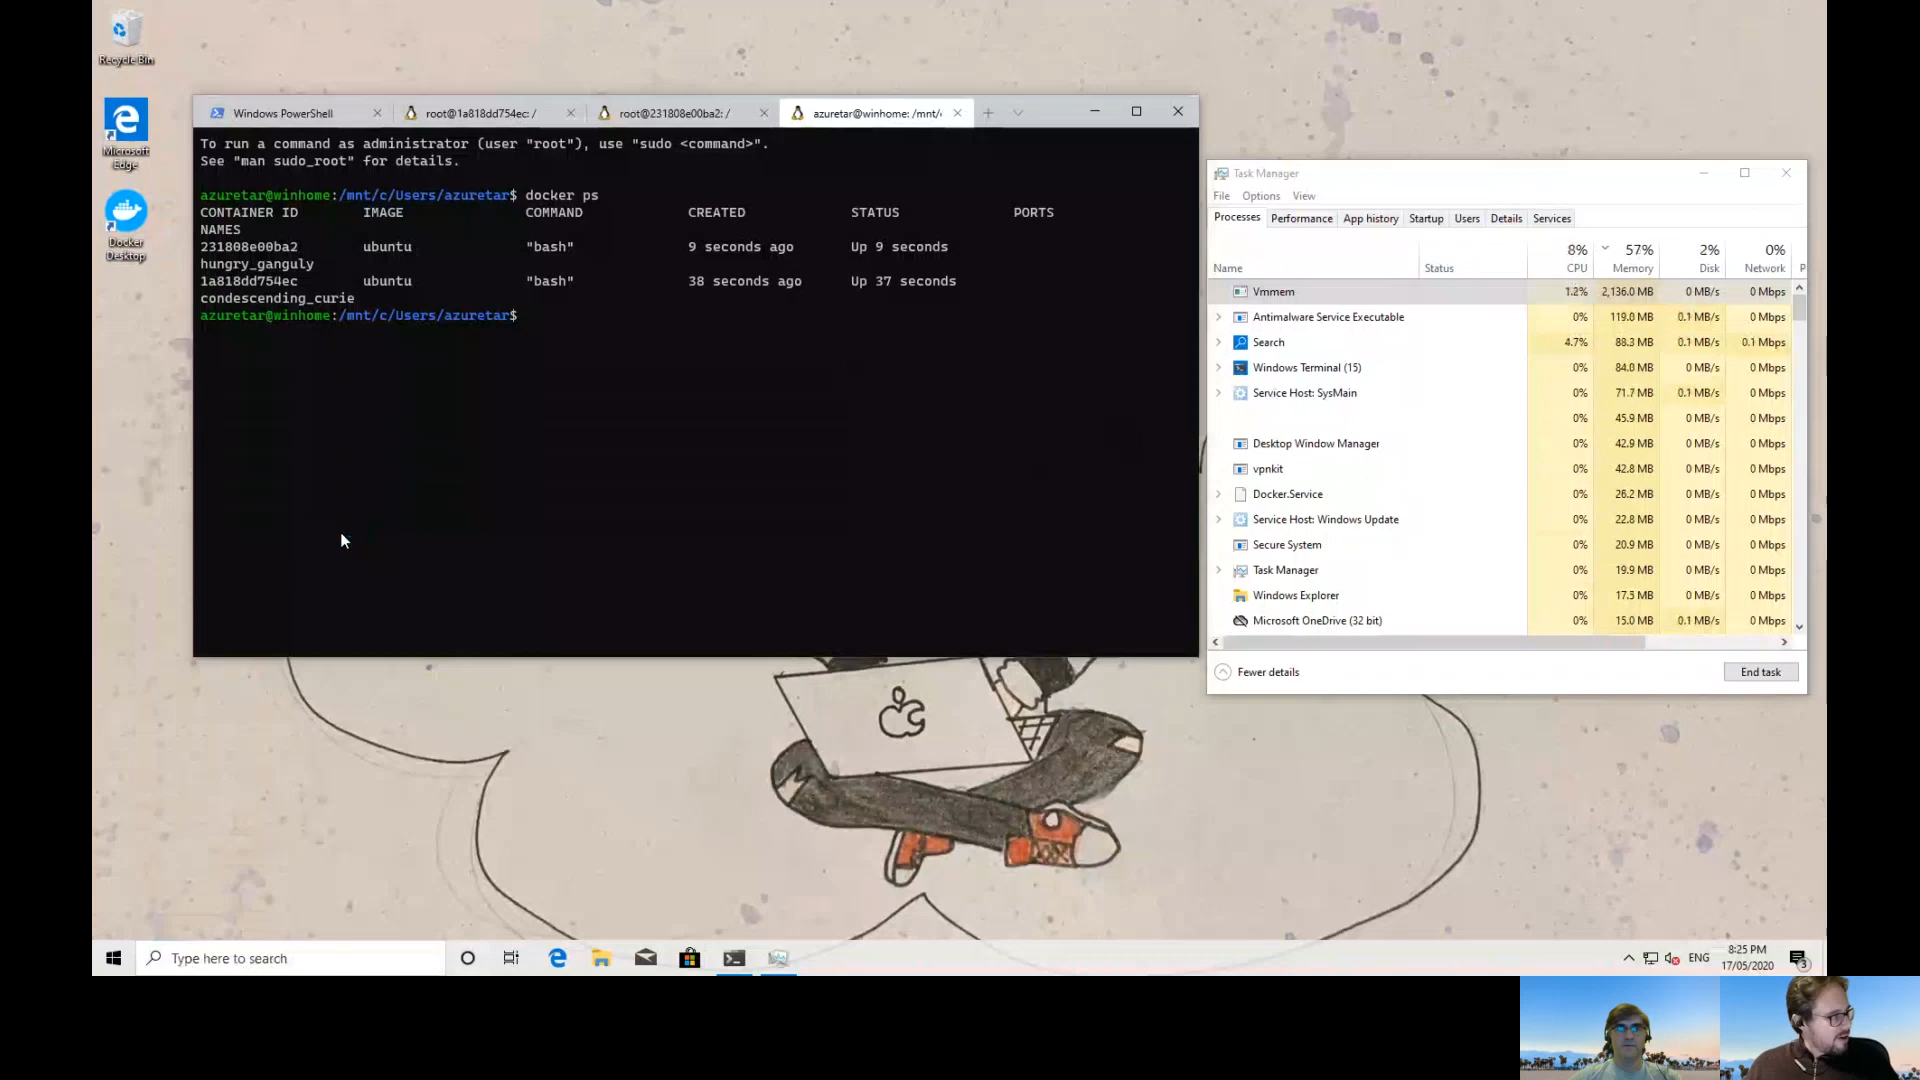 Recycle Bin
Microsoft Edge
Docker Desktop
Windows PowerShell
root@1a818dd754ec: /
root@231808e00ba2: /
azuretar@winhome: /mnt/
To run a command as administrator (user "root"), use "sudo <command>".
See "man sudo_root" for details.
azuretar@winhome:/mnt/c/Users/azuretar$ docker ps
CONTAINER ID IMAGE COMMAND CREATED STATUS PORTS
NAMES
231808e00ba2 ubuntu "bash" 9 seconds ago Up 9 seconds
hungry_ganguly
1a818dd754ec ubuntu "bash" 38 seconds ago Up 37 seconds
condescending_curie
azuretar@winhome:/mnt/c/Users/azuretar$
Task Manager
File Options View
Processes Performance App history Startup Users Details Services
8% 57% 2% 0%
Name Status CPU Memory Disk Network P
Vmmem 1.2% 2,136.0 MB 0 MB/s 0 Mbps
Antimalware Service Executable 0% 119.0 MB 0.1 MB/s 0 Mbps
Search 4.7% 88.3 MB 0.1 MB/s 0.1 Mbps
Windows Terminal (15) 0% 84.0 MB 0 MB/s 0 Mbps
Service Host: SysMain 0% 71.7 MB 0.1 MB/s 0 Mbps
0% 45.9 MB 0 MB/s 0 Mbps
Desktop Window Manager 0% 42.9 MB 0 MB/s 0 Mbps
vpnkit 0% 42.8 MB 0 MB/s 0 Mbps
Docker.Service 0% 26.2 MB 0 MB/s 0 Mbps
Service Host: Windows Update 0% 22.8 MB 0 MB/s 0 Mbps
Secure System 0% 20.9 MB 0 MB/s 0 Mbps
Task Manager 0% 19.9 MB 0 MB/s 0 Mbps
Windows Explorer 0% 17.5 MB 0 MB/s 0 Mbps
Microsoft OneDrive (32 bit) 0% 15.0 MB 0.1 MB/s 0 Mbps
Fewer details
End task
Type here to search
ENG
8:25 PM
17/05/2020
3